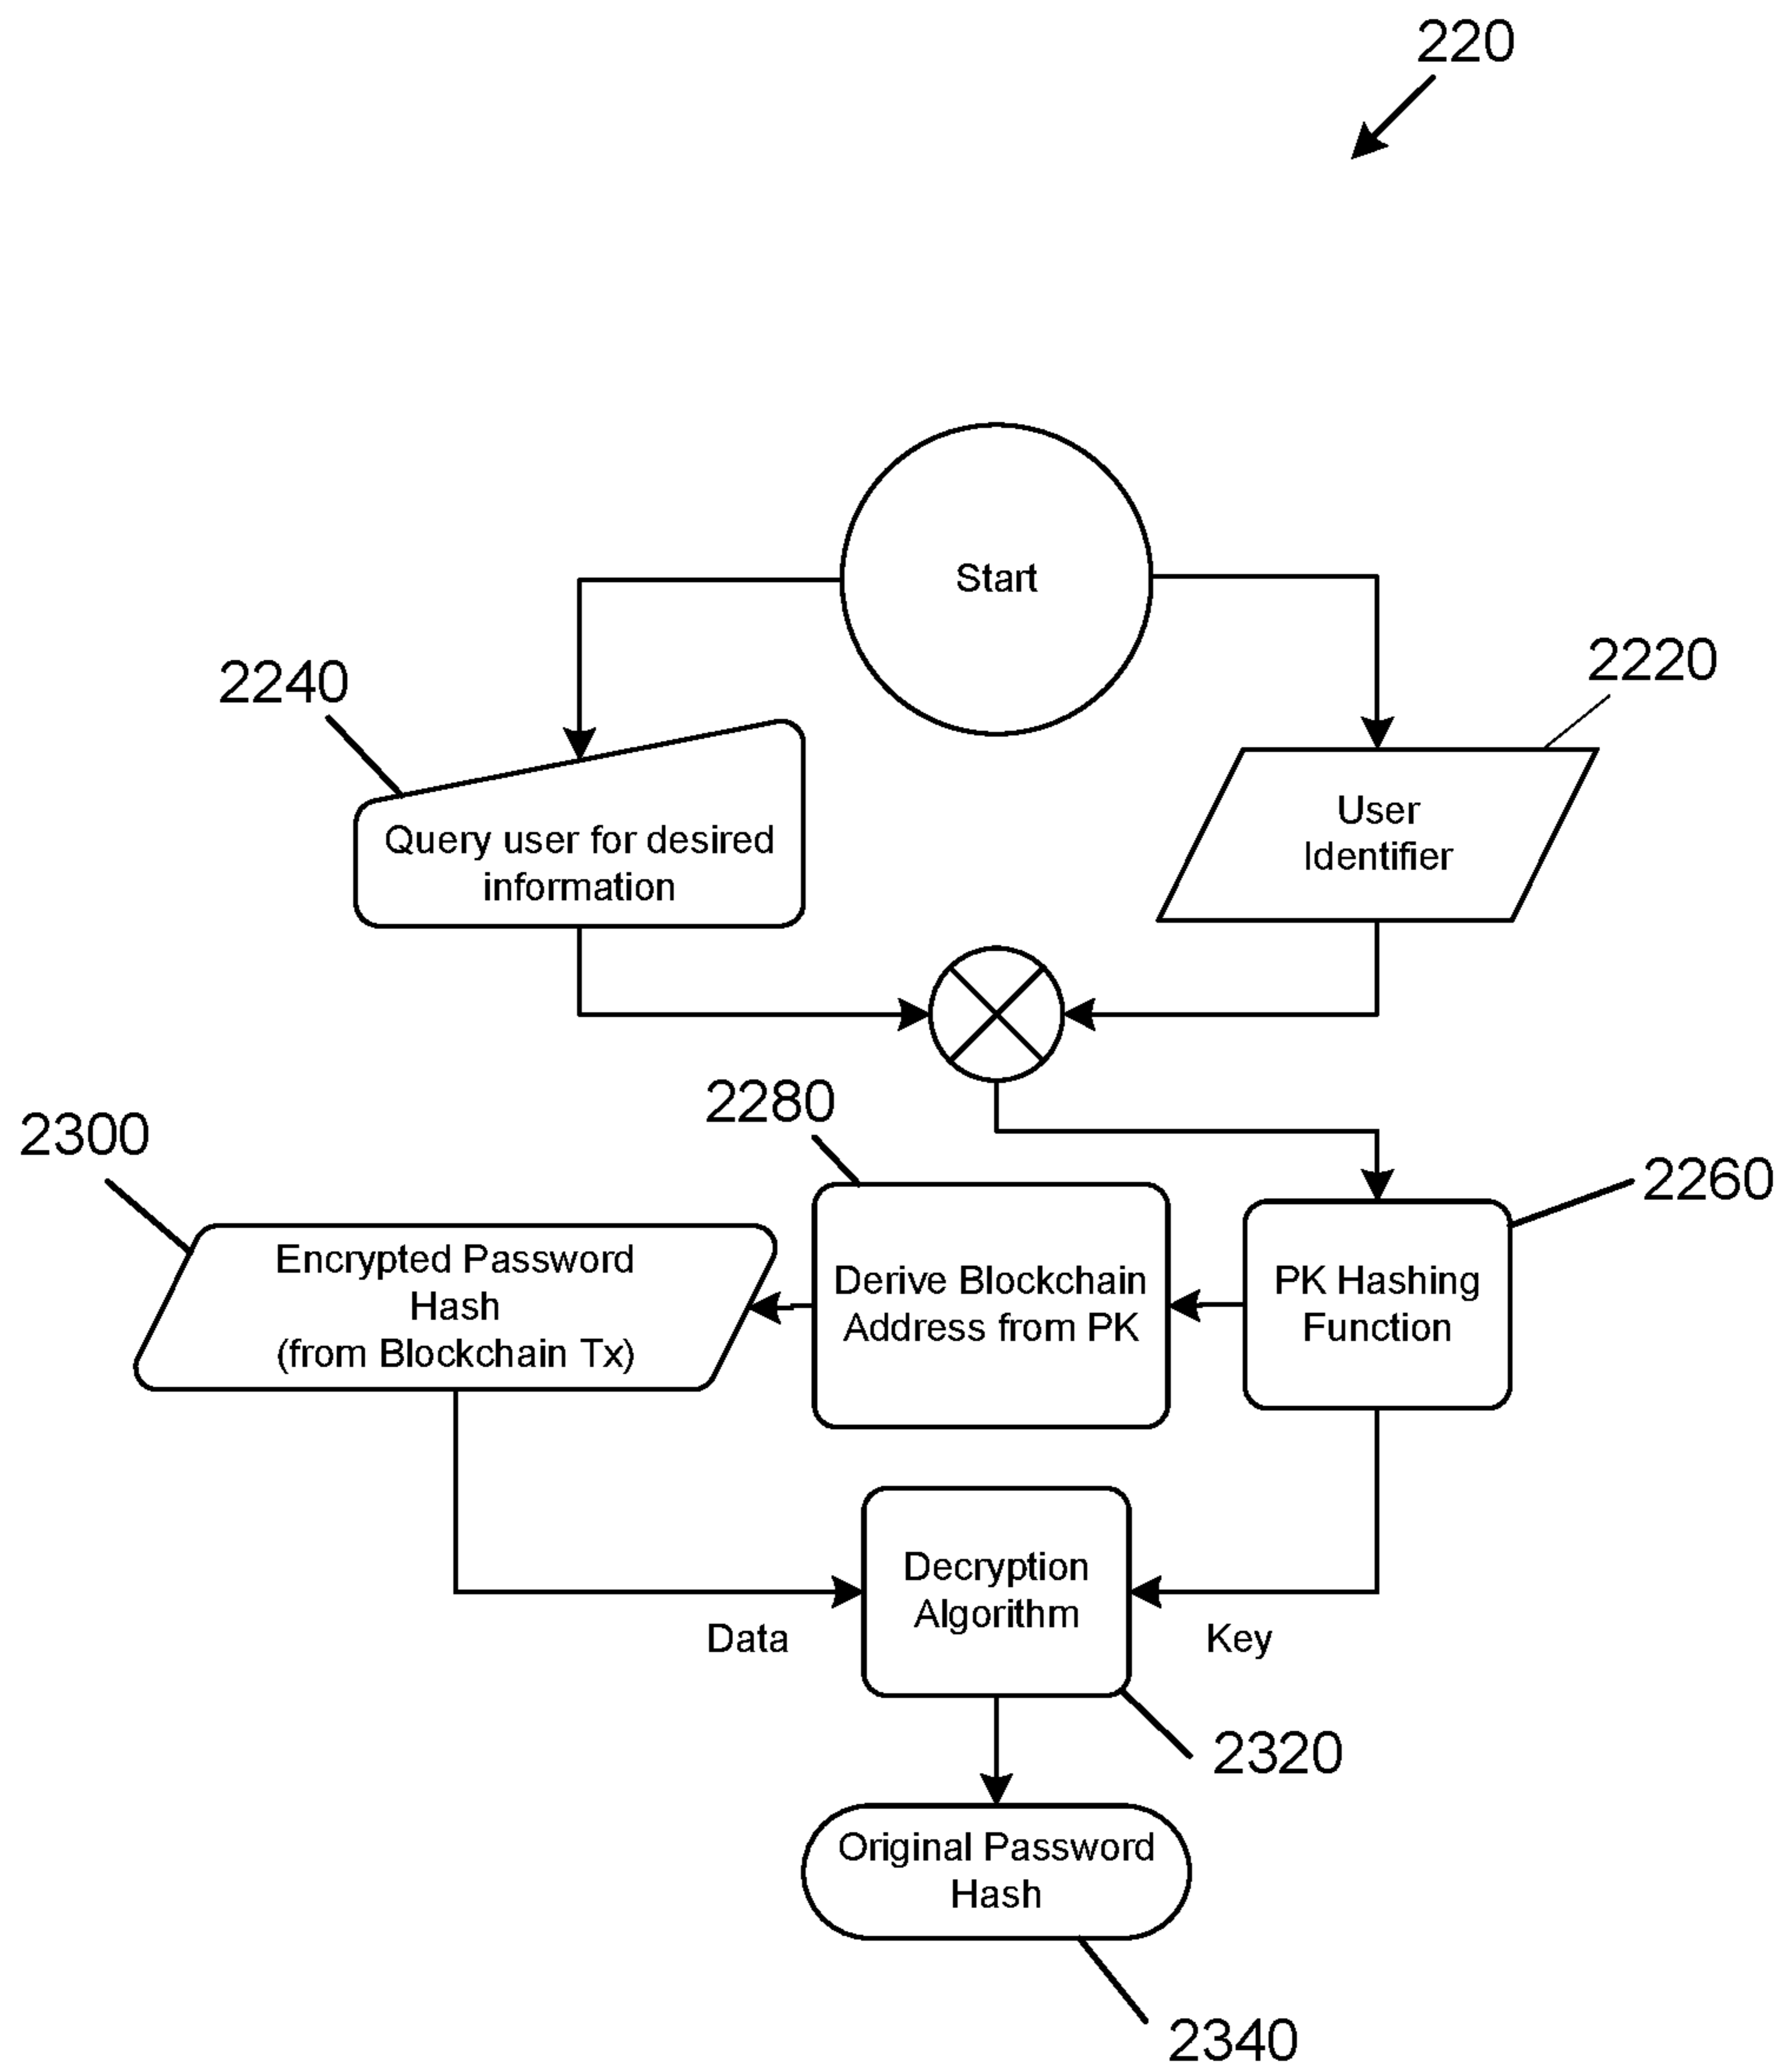 220
Start
2240
2220
Query user for desired
information
User
Identifier
2280
2300
2260
Encrypted Password
Hash
(from Blockchain Tx)
Derive Blockchain
Address from PK
PK Hashing
Function
Decryption
Algorithm
Data
Key
2320
Original Password
Hash
2340